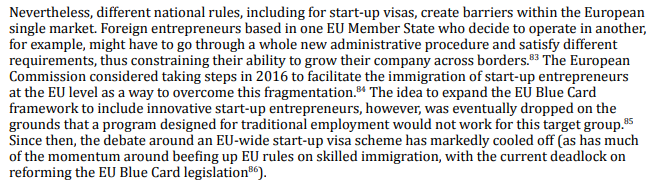 Nevertheless, different national rules, including for start-up visas, create barriers within the European
single market. Foreign entrepreneurs based in one EU Member State who decide to operate in another,
for example, might have to go through a whole new administrative procedure and satisfy different
requirements, thus constraining their ability to grow their company across borders.⁸³ The European
Commission considered taking steps in 2016 to facilitate the immigration of start-up entrepreneurs
at the EU level as a way to overcome this fragmentation.⁸⁴ The idea to expand the EU Blue Card
framework to include innovative start-up entrepreneurs, however, was eventually dropped on the
grounds that a program designed for traditional employment would not work for this target group.⁸⁵
Since then, the debate around an EU-wide start-up visa scheme has markedly cooled off (as has much
of the momentum around beefing up EU rules on skilled immigration, with the current deadlock on
reforming the EU Blue Card legislation⁸⁶).